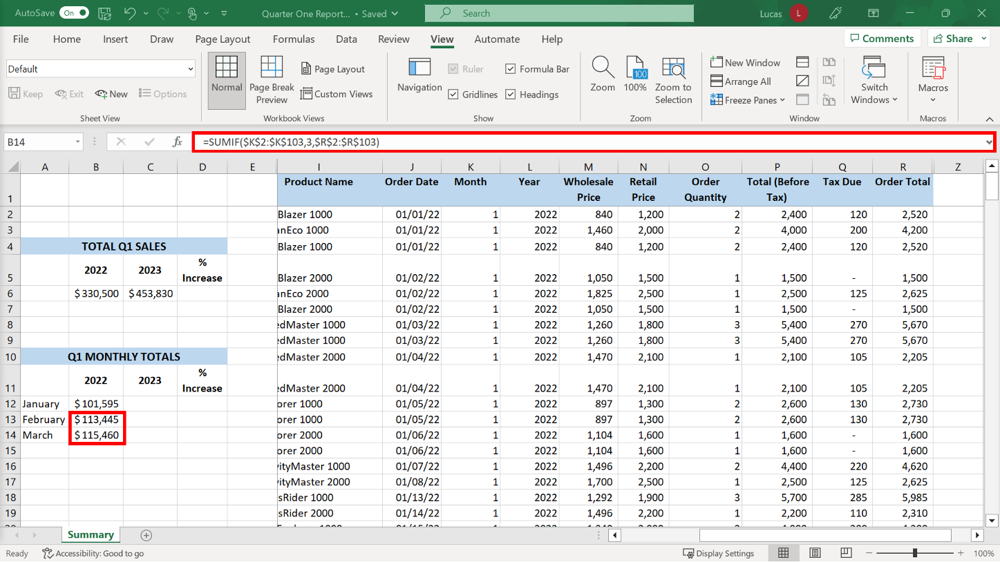 AutoSave On Quarter One Report... • Saved Search Lucas L
File Home Insert Draw Page Layout Formulas Data Review View Automate Help Comments Share
Default
Keep Exit New Options
Sheet View
Normal Page Break Preview Page Layout Custom Views
Workbook Views
Navigation Ruler Formula Bar Gridlines Headings
Show
Zoom 100 100% Zoom to Selection
Zoom
New Window Arrange All Freeze Panes Switch Windows
Window
Macros
Macros
B14 fx =SUMIF($K$2:$K$103,3,$R$2:$R$103)
A B C D E I J K L M N O P Q R Z
1 Product Name Order Date Month Year Wholesale Price Retail Price Order Quantity Total (Before Tax) Tax Due Order Total
2 Blazer 1000 01/01/22 1 2022 840 1,200 2 2,400 120 2,520
3 anEco 1000 01/01/22 1 2022 1,460 2,000 2 4,000 200 4,200
4 TOTAL Q1 SALES Blazer 1000 01/01/22 1 2022 840 1,200 2 2,400 120 2,520
5 2022 2023 % Increase Blazer 2000 01/02/22 1 2022 1,050 1,500 1 1,500 - 1,500
6 $ 330,500 $ 453,830 anEco 2000 01/02/22 1 2022 1,825 2,500 1 2,500 125 2,625
7 Blazer 2000 01/02/22 1 2022 1,050 1,500 1 1,500 - 1,500
8 edMaster 1000 01/03/22 1 2022 1,260 1,800 3 5,400 270 5,670
9 edMaster 1000 01/03/22 1 2022 1,260 1,800 3 5,400 270 5,670
10 Q1 MONTHLY TOTALS edMaster 2000 01/04/22 1 2022 1,470 2,100 1 2,100 105 2,205
11 2022 2023 % Increase edMaster 2000 01/04/22 1 2022 1,470 2,100 1 2,100 105 2,205
12 January $ 101,595 orer 1000 01/05/22 1 2022 897 1,300 2 2,600 130 2,730
13 February $ 113,445 orer 1000 01/05/22 1 2022 897 1,300 2 2,600 130 2,730
14 March $ 115,460 orer 2000 01/06/22 1 2022 1,104 1,600 1 1,600 - 1,600
15 orer 2000 01/06/22 1 2022 1,104 1,600 1 1,600 - 1,600
16 vityMaster 1000 01/07/22 1 2022 1,496 2,200 2 4,400 220 4,620
17 vityMaster 2000 01/08/22 1 2022 1,700 2,500 1 2,500 125 2,625
18 sRider 1000 01/13/22 1 2022 1,292 1,900 3 5,700 285 5,985
19 sRider 2000 01/14/22 1 2022 1,496 2,200 1 2,200 110 2,310
Summary
Ready Accessibility: Good to go Display Settings 100%